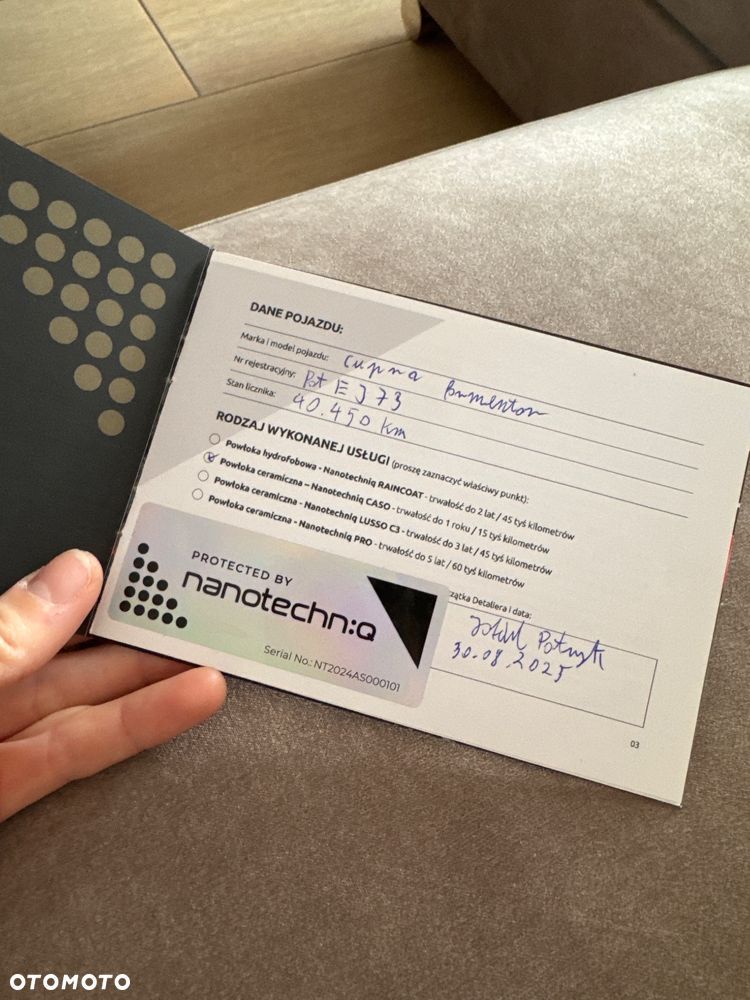 DANE POJAZDU:
Marka i model pojazdu: Cupra Formentor
Nr rejestracyjny:
Stan licznika: 40.450 km
RODZAJ WYKONANEJ USŁUGI (proszę zaznaczyć właściwy punkt):
Powłoka hydrofobowa - Nanotechniq RAINCOAT - trwałość do 2 lat / 45 tyś kilometrów
Powłoka ceramiczna – Nanotechniq CASO - trwałość do 1 roku / 15 tyś kilometrów
Powłoka ceramiczna - Nanotechniq LUSSO C3 - trwałość do 3 lat / 45 tyś kilometrów
Powłoka ceramiczna - Nanotechniq PRO - trwałość do 5 lat / 60 tyś kilometrów
PROTECTED BY
nanotechn:Q
Serial No.: NT2024AS000101
Detailera i data:
30.08.2025
03
OTOMOTO